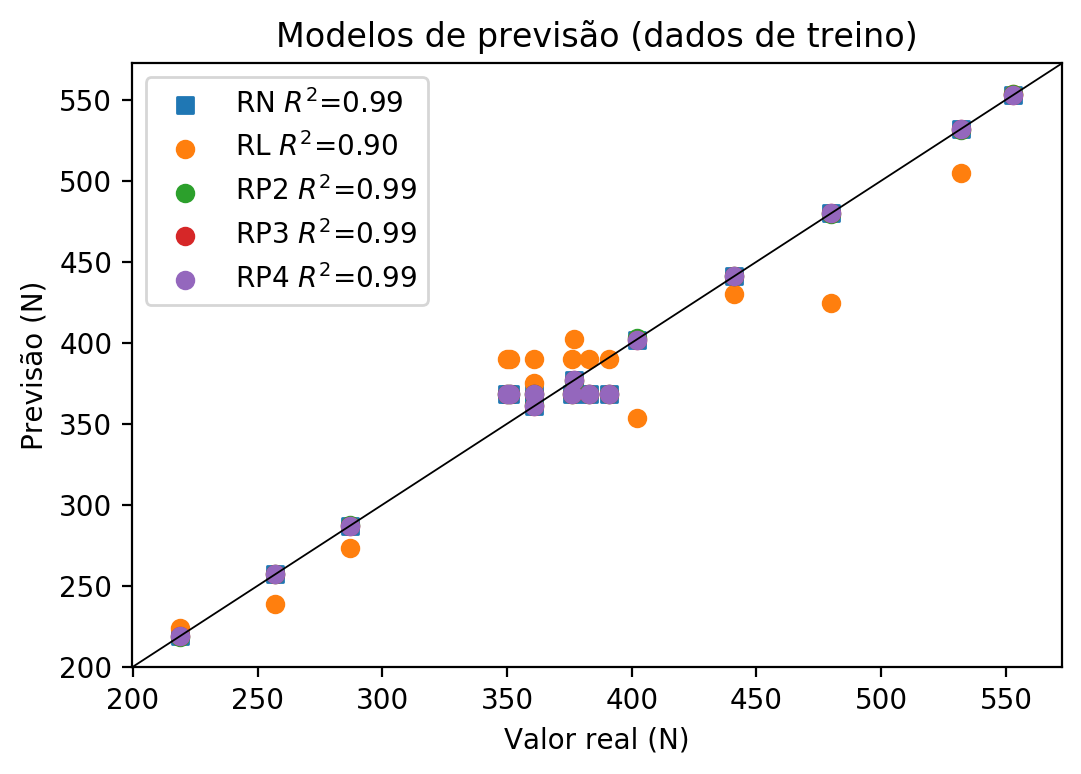 Modelos de previsão (dados de treino)
RN R²=0.99
RL R²=0.90
RP2 R²=0.99
RP3 R²=0.99
RP4 R²=0.99
550
500
450
400
350
300
250
200
Previsão (N)
200 250 300 350 400 450 500 550
Valor real (N)